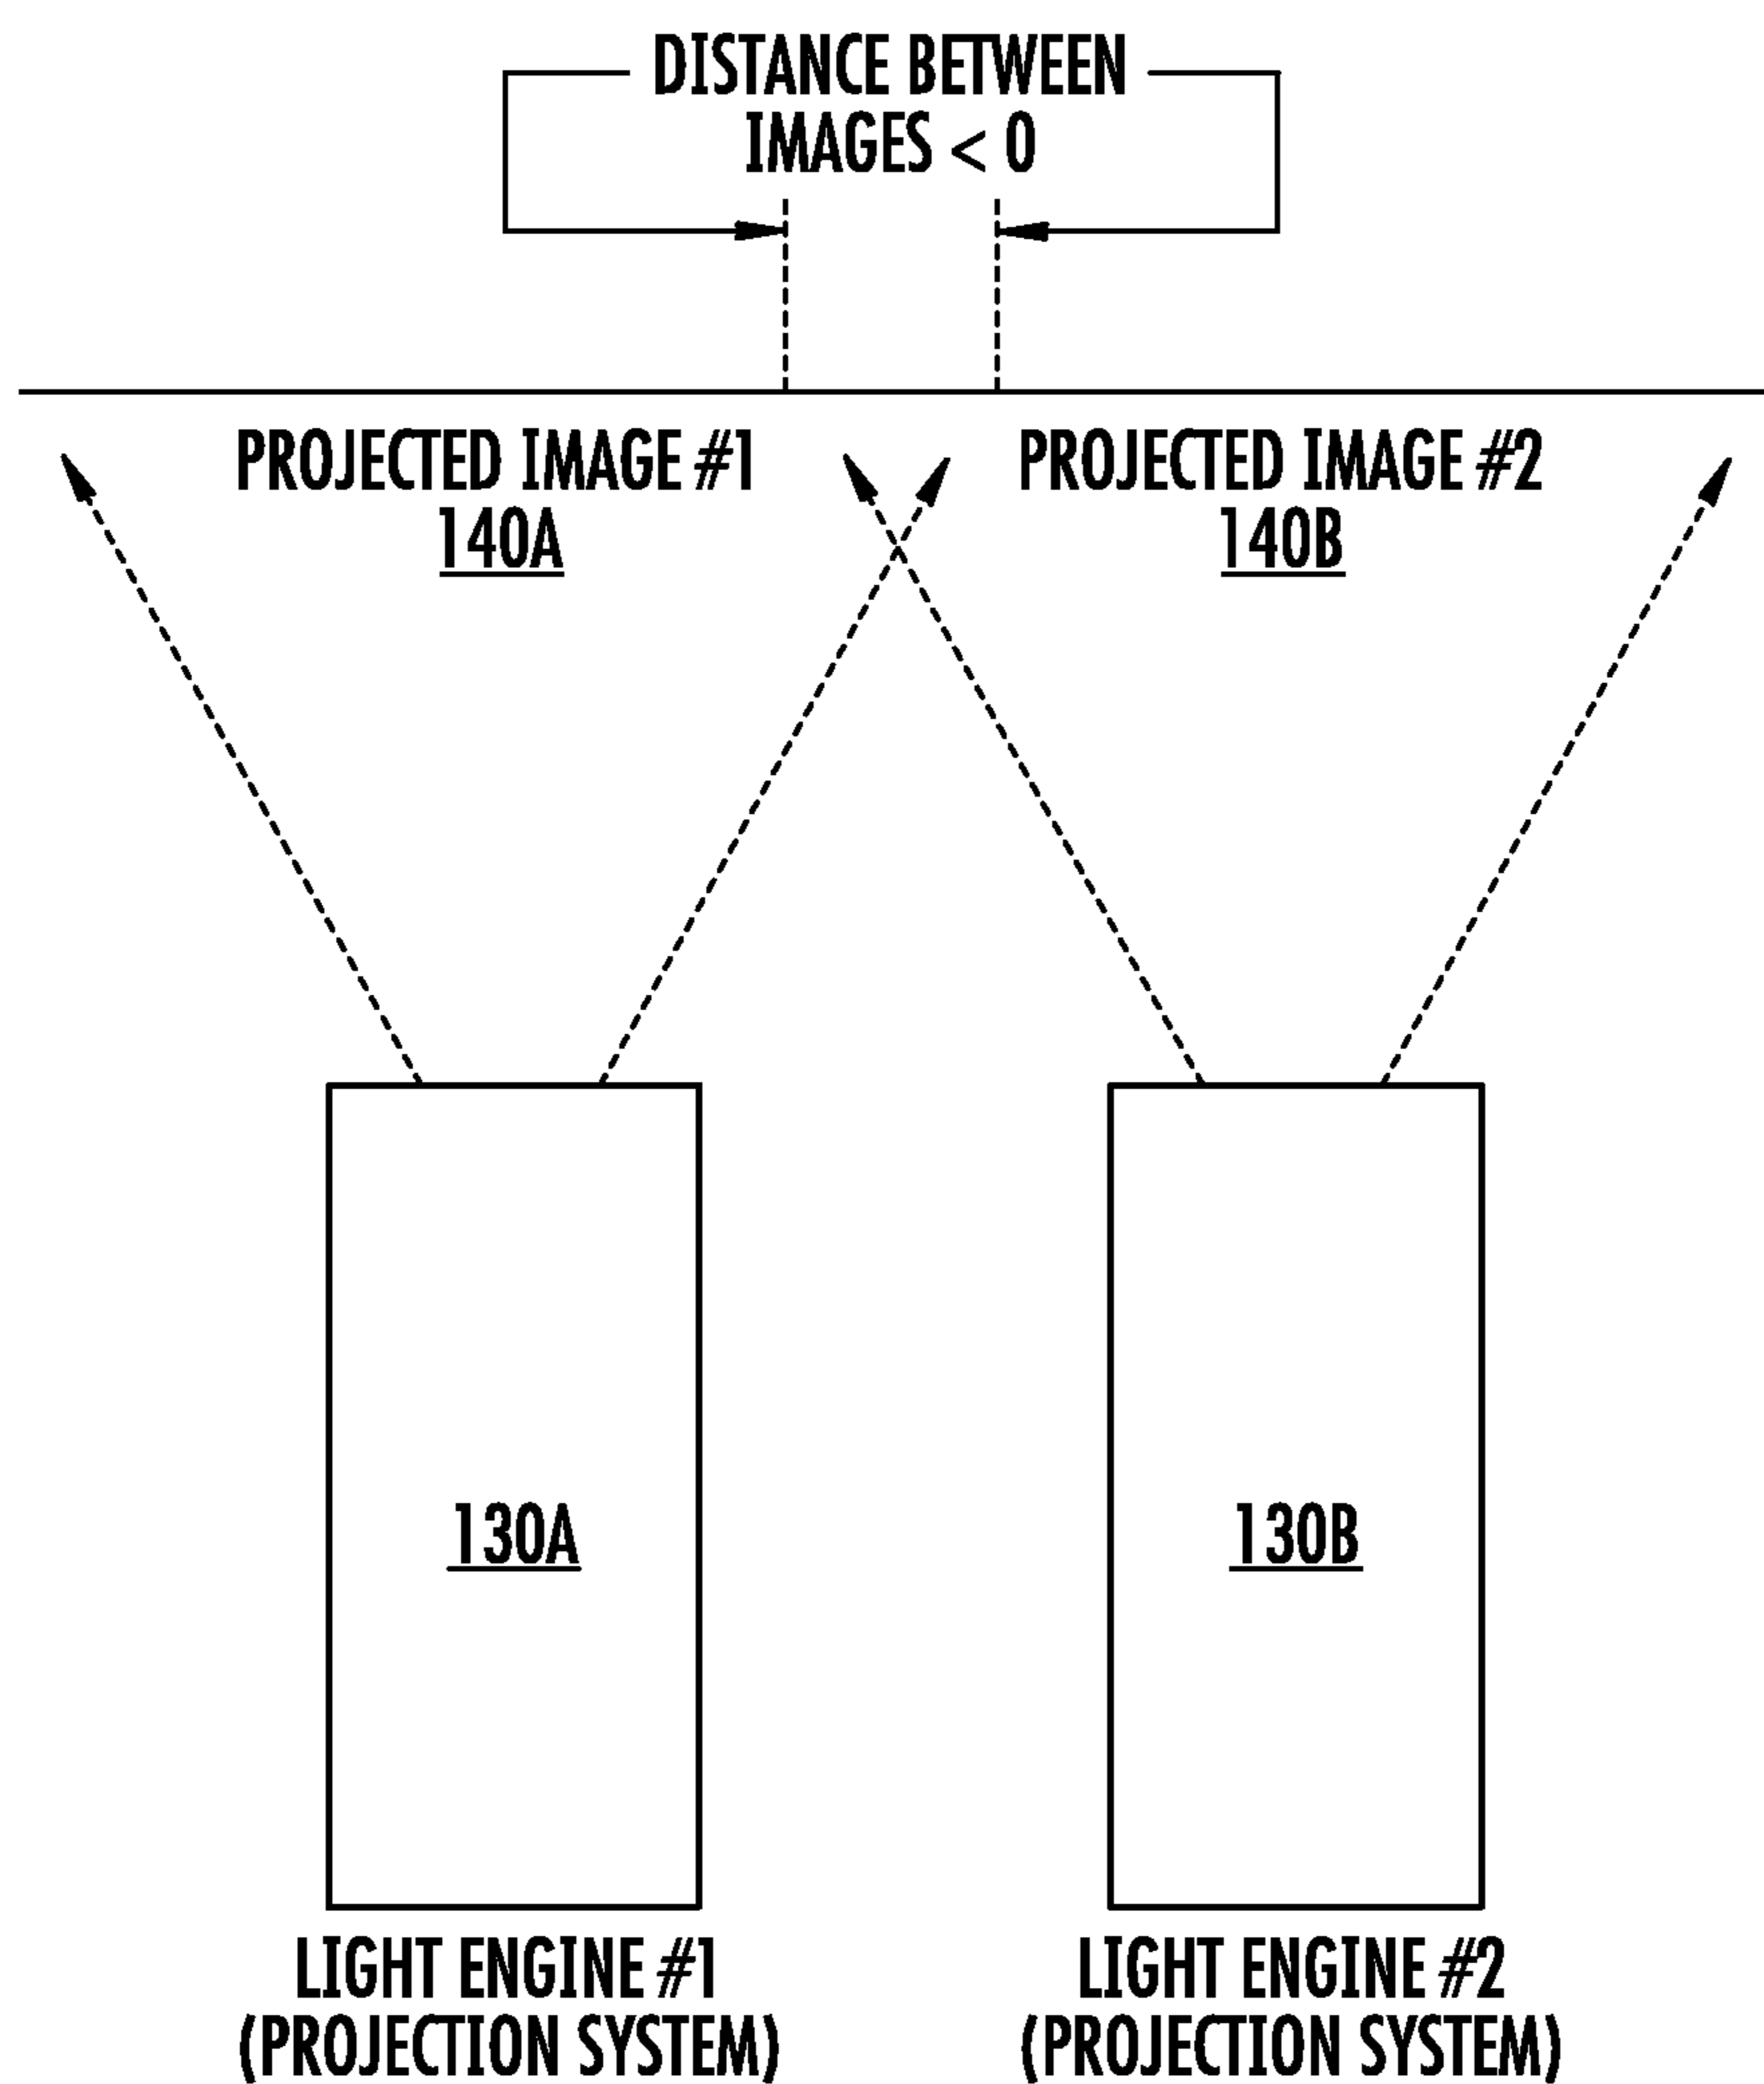 DISTANCE BETWEEN
IMAGES < 0
PROJECTED IMAGE #1
140A
PROJECTED IMAGE #2
140B
130A
130B
LIGHT ENGINE #1
(PROJECTION SYSTEM)
LIGHT ENGINE #2
(PROJECTION SYSTEM)